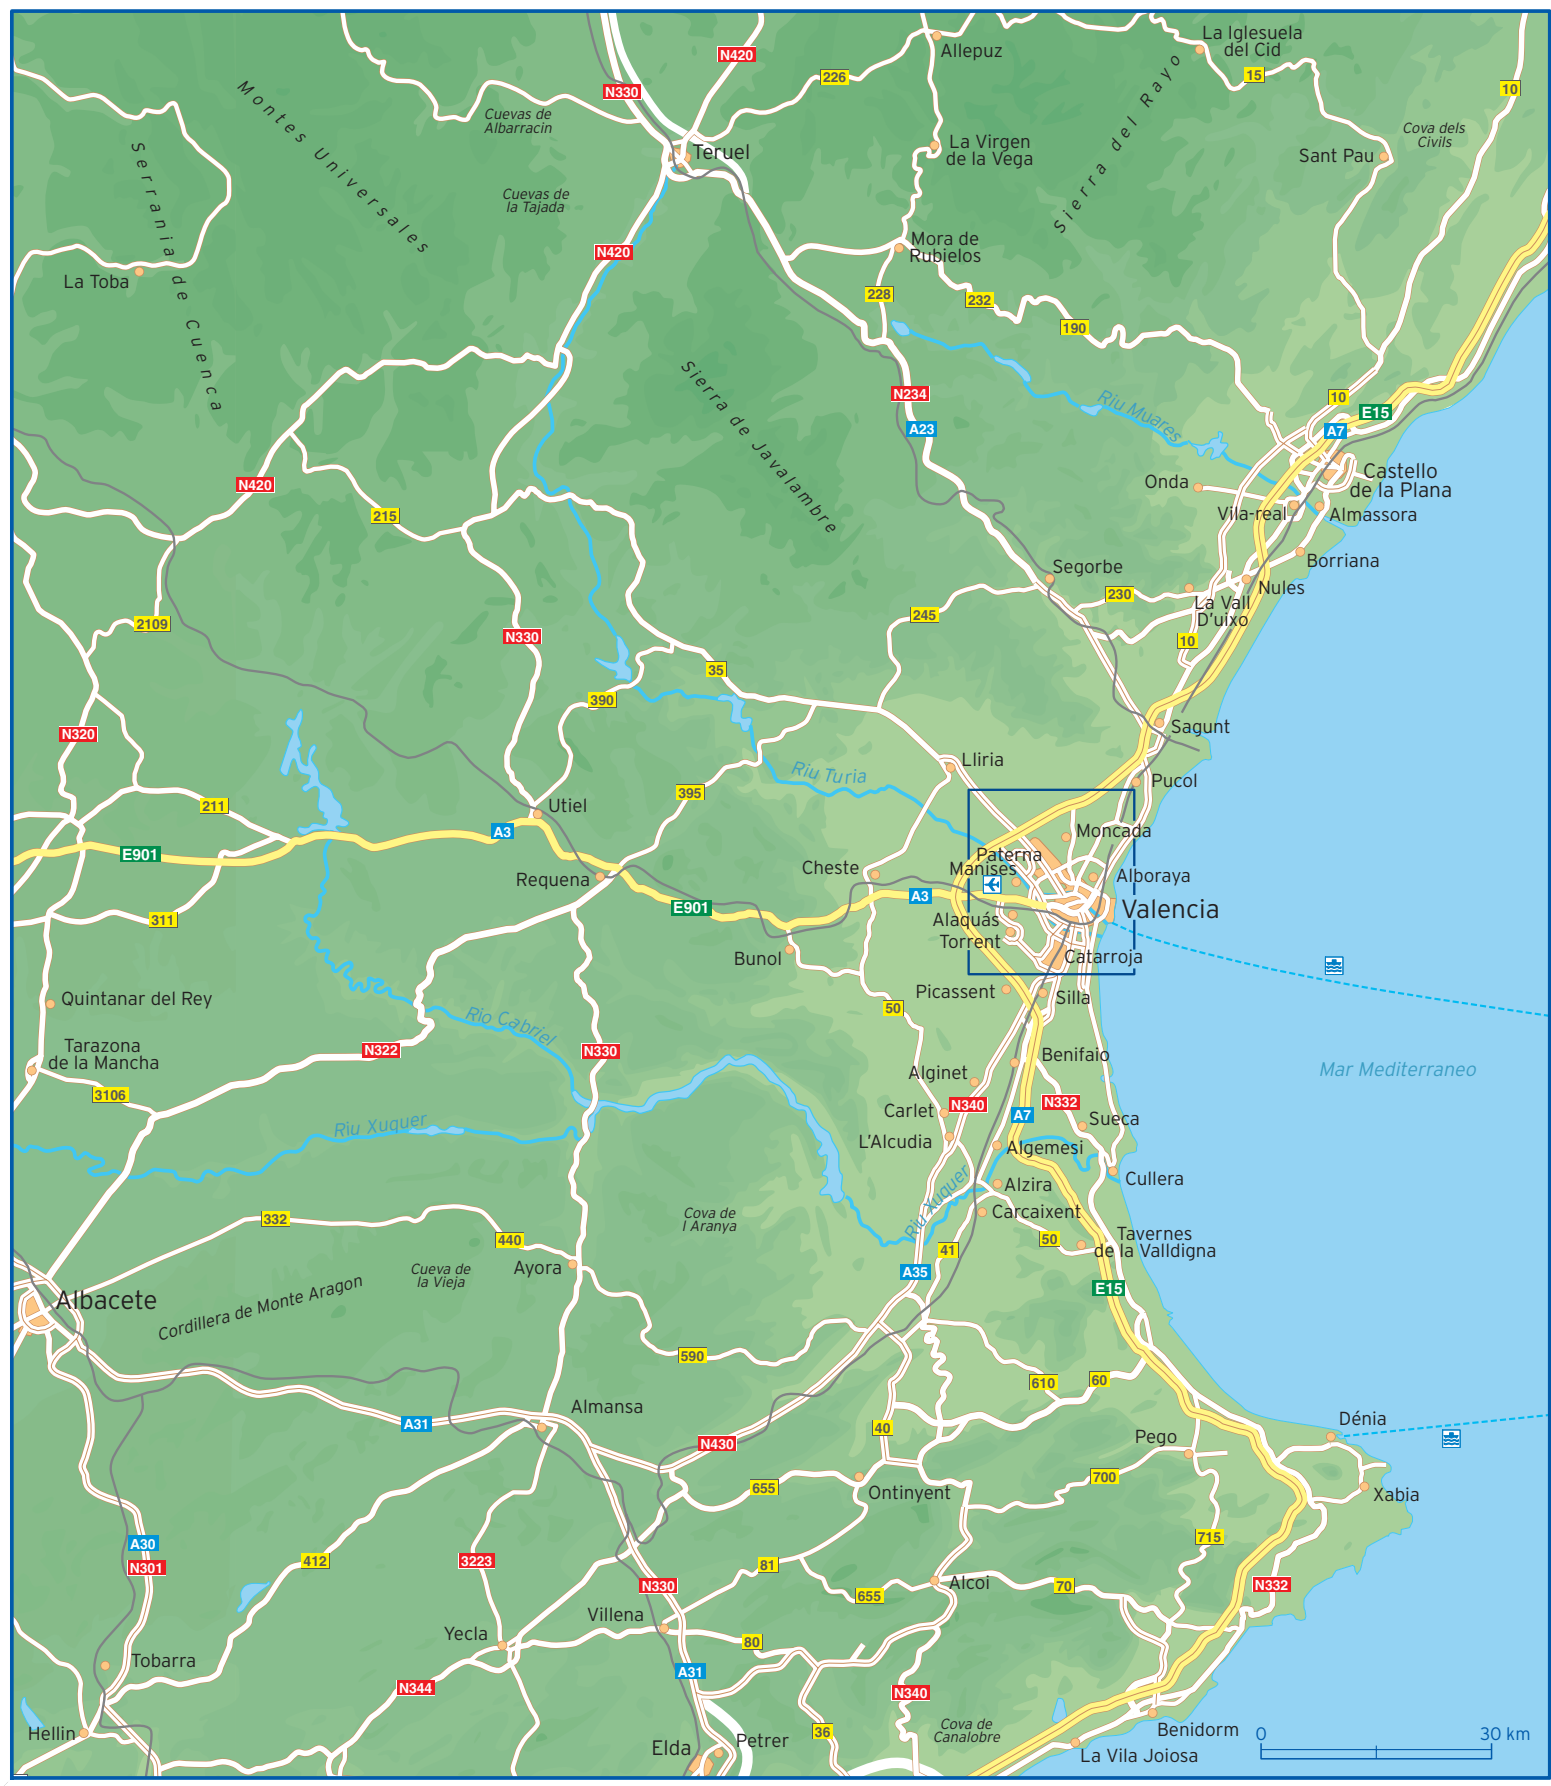 N420
La Iglesuela
del Cid
Allepuz
226
15
N330
10
Montes Universales
Cuevas de
Albarracin
Sierra del Rayo
Cova dels
Civils
Serrania de Cuenca
Teruel
La Virgen
de la Vega
Sant Pau
Cuevas de
la Tajada
N420
Mora de
Rubielos
La Toba
228
232
190
Sierra de Javalambre
N234
Riu Muares
10
E15
A23
A7
Castello
de la Plana
N420
Onda
215
Vila-real
Almassora
Borriana
Segorbe
Nules
230
La Vall
D'uixo
245
2109
N330
10
35
390
N320
Sagunt
Lliria
Riu Turia
Pucol
395
211
Utiel
A3
Moncada
E901
Paterna
Manises
Cheste
Requena
Alboraya
A3
E901
Valencia
311
Alaquás
Torrent
Bunol
Catarroja
Picassent
Silla
Quintanar del Rey
50
Rio Cabriel
Tarazona
de la Mancha
N322
N330
Benifaio
Mar Mediterraneo
Alginet
3106
N340
N332
Carlet
A7
Riu Xuquer
Sueca
L'Alcudia
Algemesi
Cullera
Alzira
Riu Xuquer
332
Cova de
l Aranya
Carcaixent
440
50
Tavernes
de la Valldigna
41
Ayora
Cueva de
la Vieja
A35
E15
Albacete
Cordillera de Monte Aragon
590
610
60
Almansa
A31
40
Dénia
N430
Pego
700
655
Ontinyent
Xabia
A30
715
N301
412
3223
81
N330
655
Alcoi
70
N332
Villena
Yecla
80
Tobarra
A31
N344
N340
Hellin
36
Cova de
Canalobre
Benidorm
0
30 km
Elda
Petrer
La Vila Joiosa